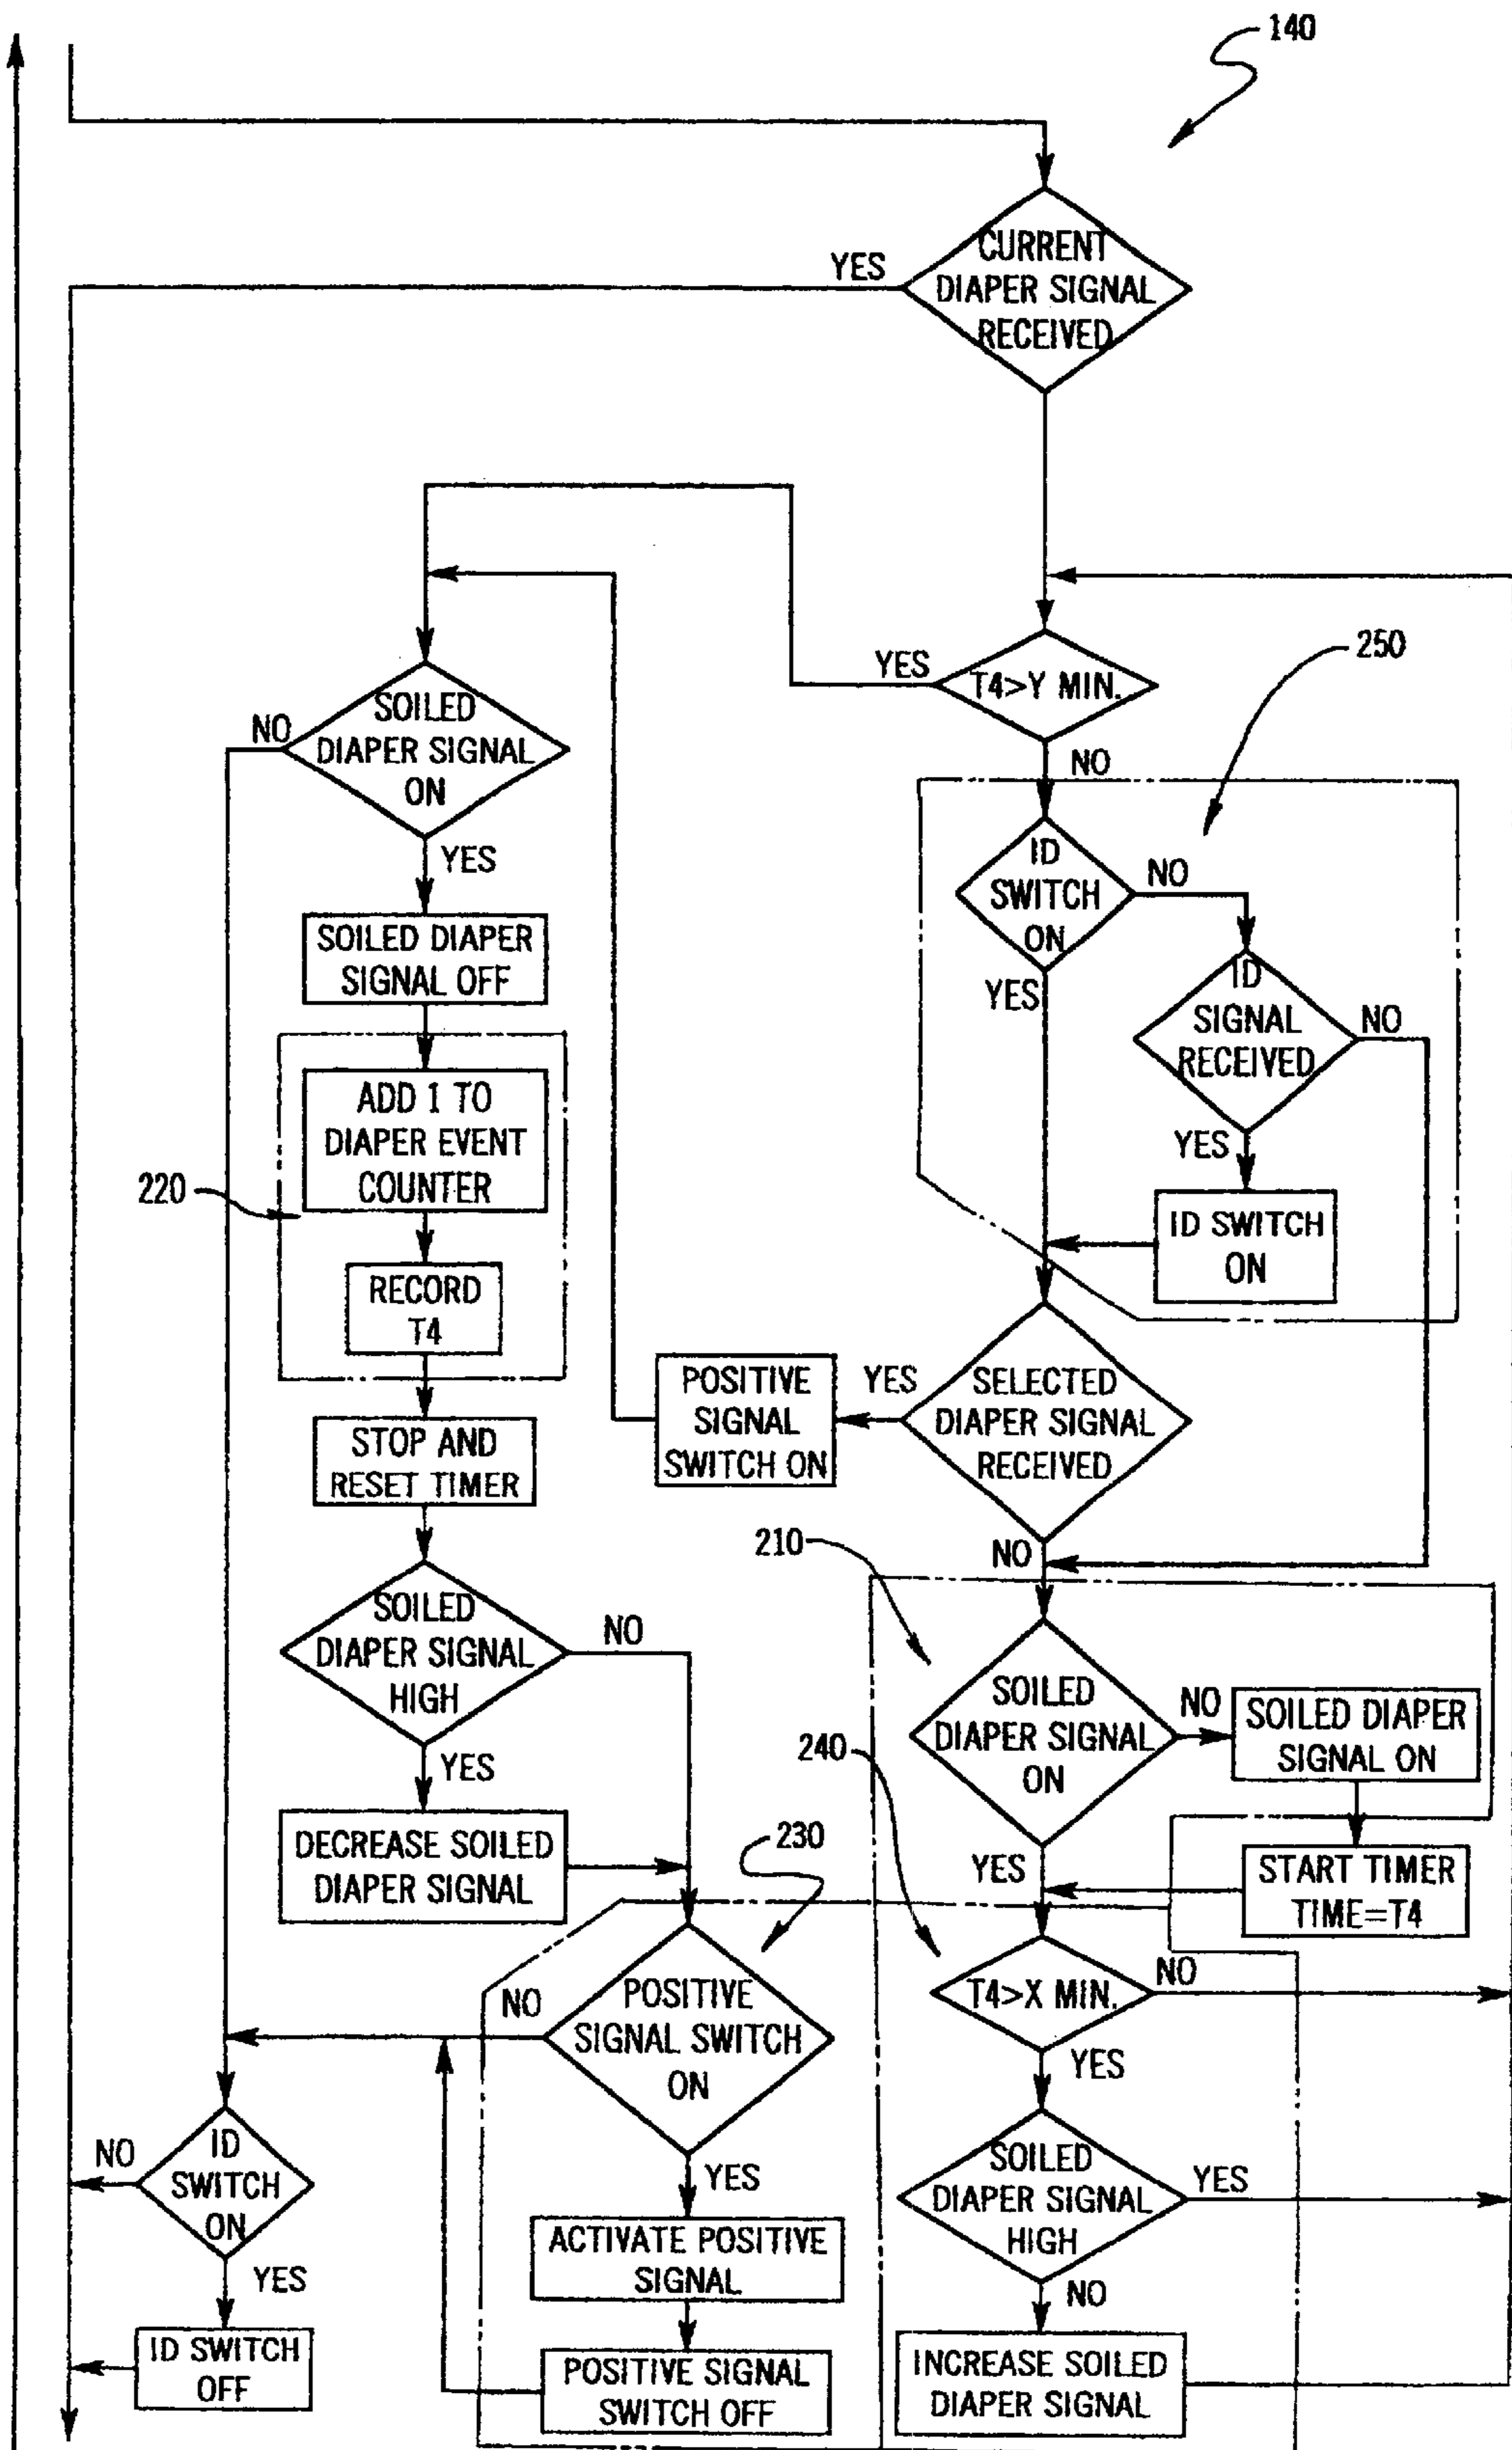 140
CURRENT
DIAPER SIGNAL
RECEIVED
YES
T4>Y MIN.
YES
NO
250
SOILED
DIAPER SIGNAL
ON
NO
YES
ID
SWITCH
ON
NO
YES
ID
SIGNAL
RECEIVED
NO
YES
ID SWITCH
ON
SOILED DIAPER
SIGNAL OFF
ADD 1 TO
DIAPER EVENT
COUNTER
220
RECORD
T4
STOP AND
RESET TIMER
POSITIVE
SIGNAL
SWITCH ON
YES
SELECTED
DIAPER SIGNAL
RECEIVED
NO
210
SOILED
DIAPER SIGNAL
HIGH
NO
YES
SOILED
DIAPER SIGNAL
ON
NO
SOILED DIAPER
SIGNAL ON
240
YES
START TIMER
TIME=T4
DECREASE SOILED
DIAPER SIGNAL
230
POSITIVE
SIGNAL SWITCH
ON
NO
YES
T4>X MIN.
NO
YES
ID
SWITCH
ON
NO
YES
ID SWITCH
OFF
ACTIVATE POSITIVE
SIGNAL
POSITIVE SIGNAL
SWITCH OFF
SOILED
DIAPER SIGNAL
HIGH
YES
NO
INCREASE SOILED
DIAPER SIGNAL